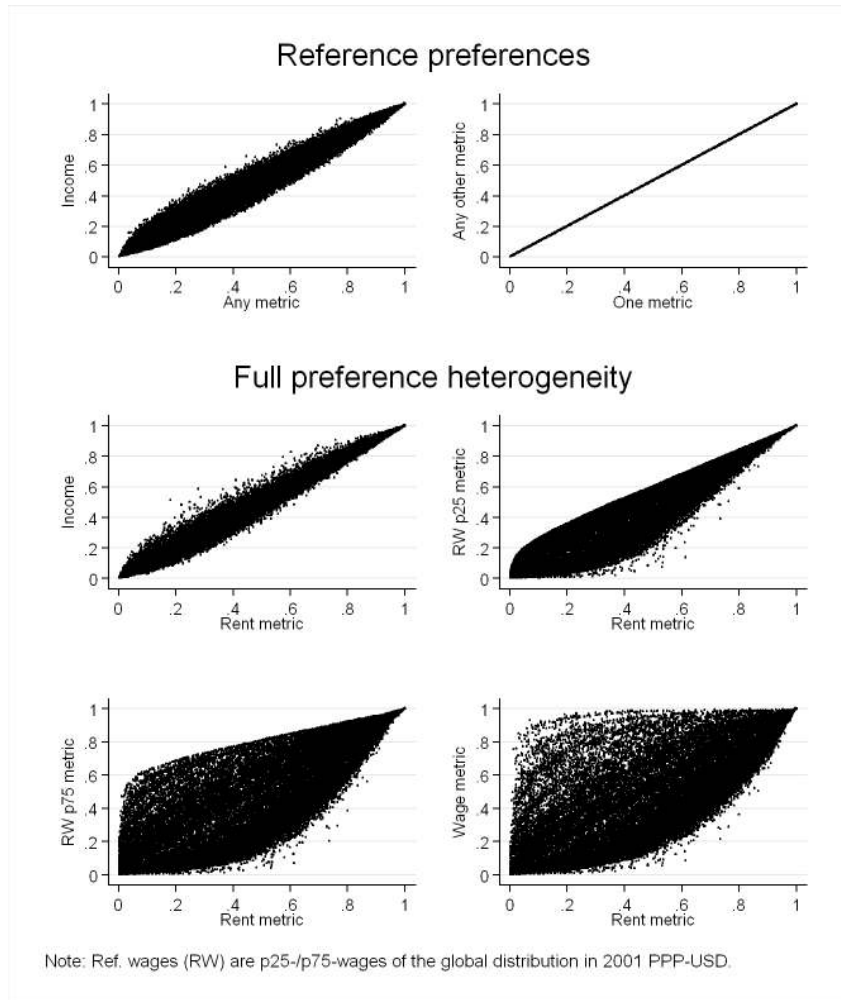 Reference preferences
Income
1
.8
.6
.4
.2
0
0 .2 .4 .6 .8 1
Any metric
Any other metric
1
.8
.6
.4
.2
0
0 .2 .4 .6 .8 1
One metric
Full preference heterogeneity
Income
1
.8
.6
.4
.2
0
0 .2 .4 .6 .8 1
Rent metric
RW p25 metric
1
.8
.6
.4
.2
0
0 .2 .4 .6 .8 1
Rent metric
RW p75 metric
1
.8
.6
.4
.2
0
0 .2 .4 .6 .8 1
Rent metric
Wage metric
1
.8
.6
.4
.2
0
0 .2 .4 .6 .8 1
Rent metric
Note: Ref. wages (RW) are p25-/p75-wages of the global distribution in 2001 PPP-USD.